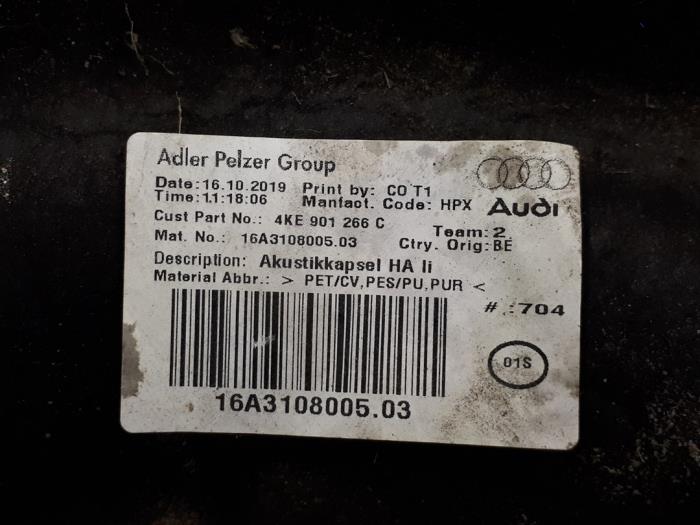 Adler Pelzer Group
Date:16.10.2019 Print by: CO T1
Time:11:18:06 Manfact. Code: HPX
Audi
Cust Part No.: 4KE 901 266 C
Team: 2
Mat. No.: 16A3108005.03 Ctry. Orig:BE
Description: Akustikkapsel HA li
Material Abbr.: > PET/CV,PES/PU,PUR <
# .:704
01S
16A3108005.03